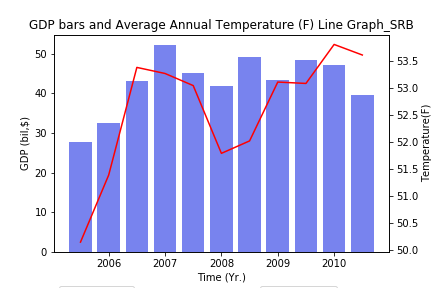 GDP bars and Average Annual Temperature (F) Line Graph_SRB
GDP (bil,$)
50
40
30
20
10
0
53.5
53.0
52.5
52.0
51.5
51.0
50.5
50.0
Temperature(F)
2006 2007 2008 2009 2010
Time (Yr.)